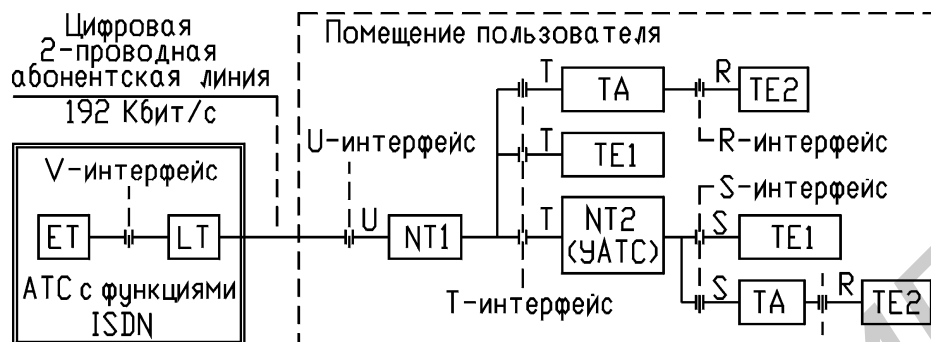 Цифровая
2-проводная
абонентская линия
192 Кбит/с
Помещение пользователя
V-интерфейс
ET
LT
АТС с функциями
ISDN
U-интерфейс
U
NT1
T
TA
R
TE2
R-интерфейс
T
TE1
T
NT2
(УАТС)
T-интерфейс
S-интерфейс
S
TE1
S
TA
R
TE2